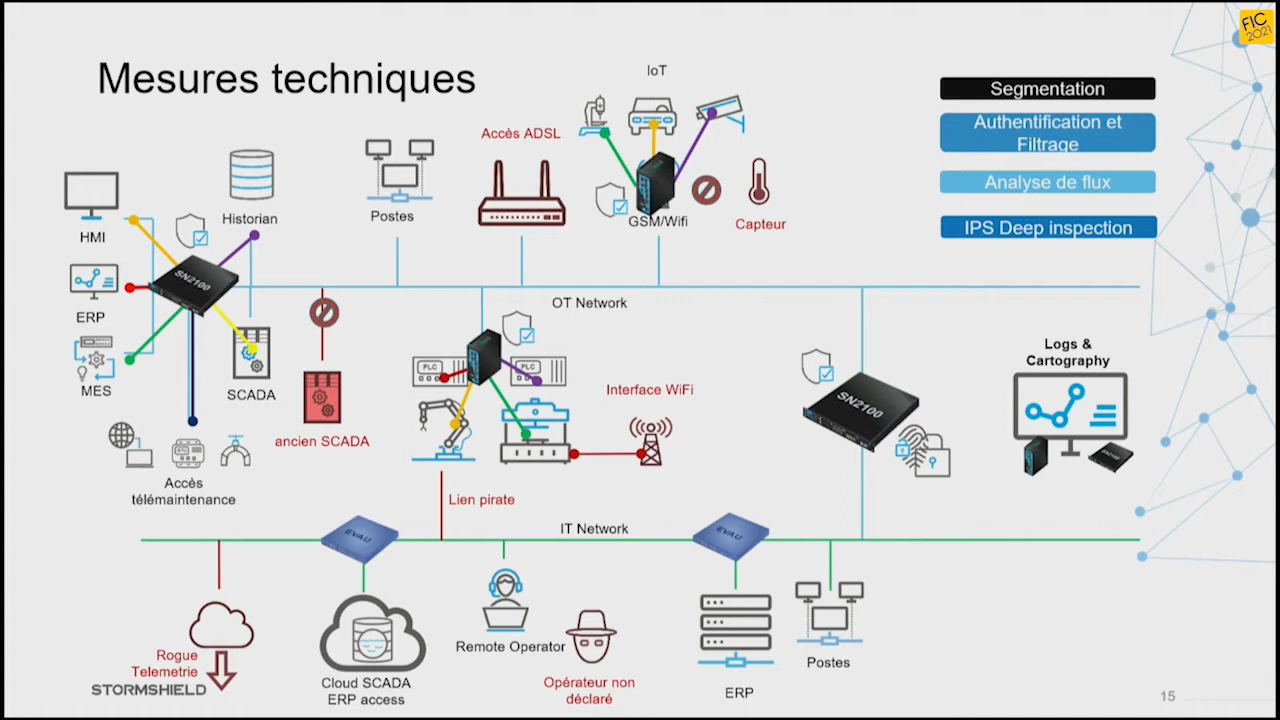 FIC
2021
Mesures techniques
IoT
Segmentation
Authentification et
Filtrage
Analyse de flux
IPS Deep inspection
Accès ADSL
HMI
Historian
Postes
GSM/Wifi
Capteur
SN2100
ERP
OT Network
MES
SCADA
ancien SCADA
PLC
PLC
Interface WiFi
SN2100
Logs &
Cartography
SN2100
Accès
télémaintenance
Lien pirate
IT Network
EVAU
EVAU
Rogue
Telemetrie
STORMSHIELD
Cloud SCADA
ERP access
Remote Operator
Opérateur non
déclaré
ERP
Postes
15